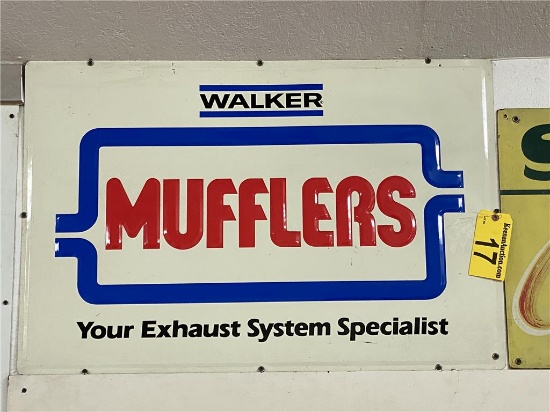 WALKER
MUFFLERS
Your Exhaust System Specialist
17
S